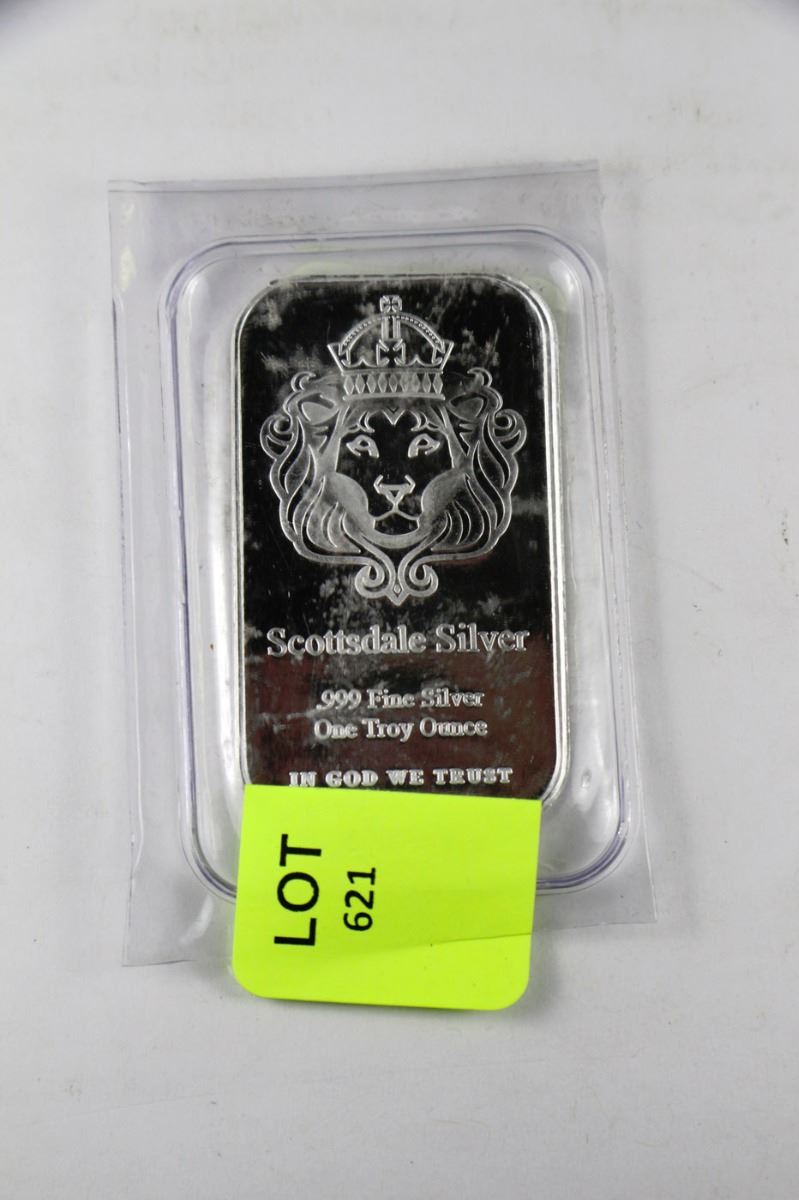 Scottsdale Silver
.999 Fine Silver
One Troy Ounce
IN GOD WE TRUST
LOT
621